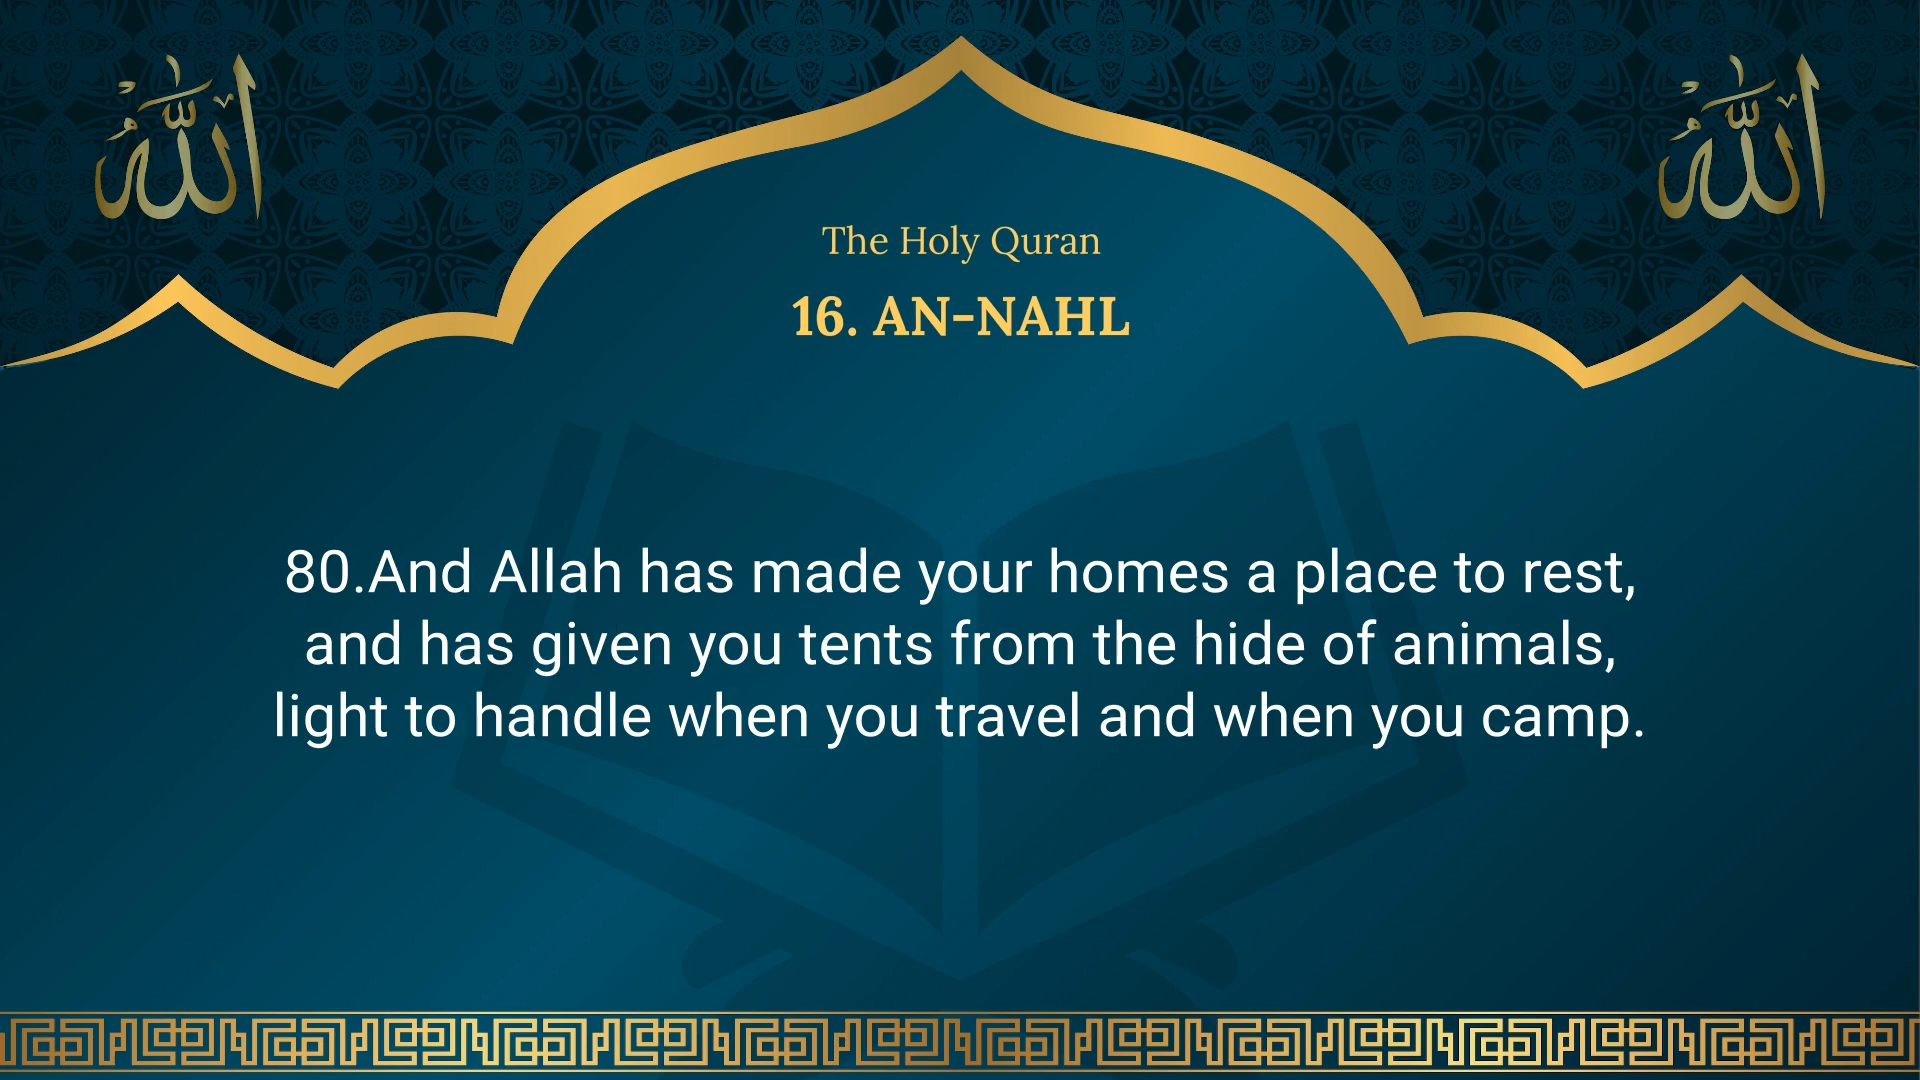 الله
الله
The Holy Quran
16. AN-NAHL
80.And Allah has made your homes a place to rest,
and has given you tents from the hide of animals,
light to handle when you travel and when you camp.